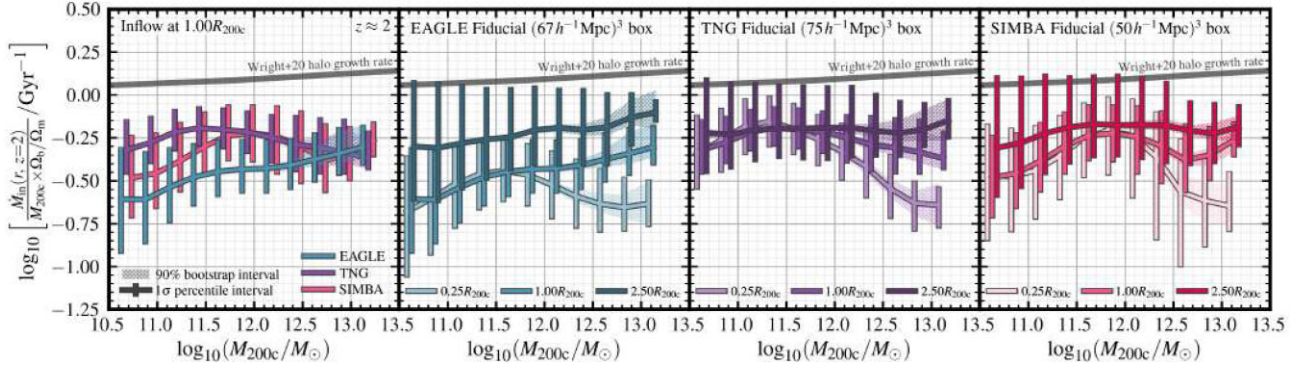 Inflow at 1.00R200c z ≈ 2
EAGLE Fiducial (67h⁻¹Mpc)³ box
TNG Fiducial (75h⁻¹Mpc)³ box
SIMBA Fiducial (50h⁻¹Mpc)³ box
Wright+20 halo growth rate
Wright+20 halo growth rate
Wright+20 halo growth rate
Wright+20 halo growth rate
log₁₀ [ Ṁin(r, z=2) / M200c × Ωb/Ωm /Gyr⁻¹ ]
0.50
0.25
0.00
−0.25
−0.50
−0.75
−1.00
−1.25
EAGLE
TNG
SIMBA
90% bootstrap interval
1σ percentile interval
0.25R200c 1.00R200c 2.50R200c
0.25R200c 1.00R200c 2.50R200c
0.25R200c 1.00R200c 2.50R200c
10.5 11.0 11.5 12.0 12.5 13.0 13.5 11.0 11.5 12.0 12.5 13.0 13.5 11.0 11.5 12.0 12.5 13.0 13.5 11.0 11.5 12.0 12.5 13.0 13.5
log₁₀(M200c/M⊙) log₁₀(M200c/M⊙) log₁₀(M200c/M⊙) log₁₀(M200c/M⊙)